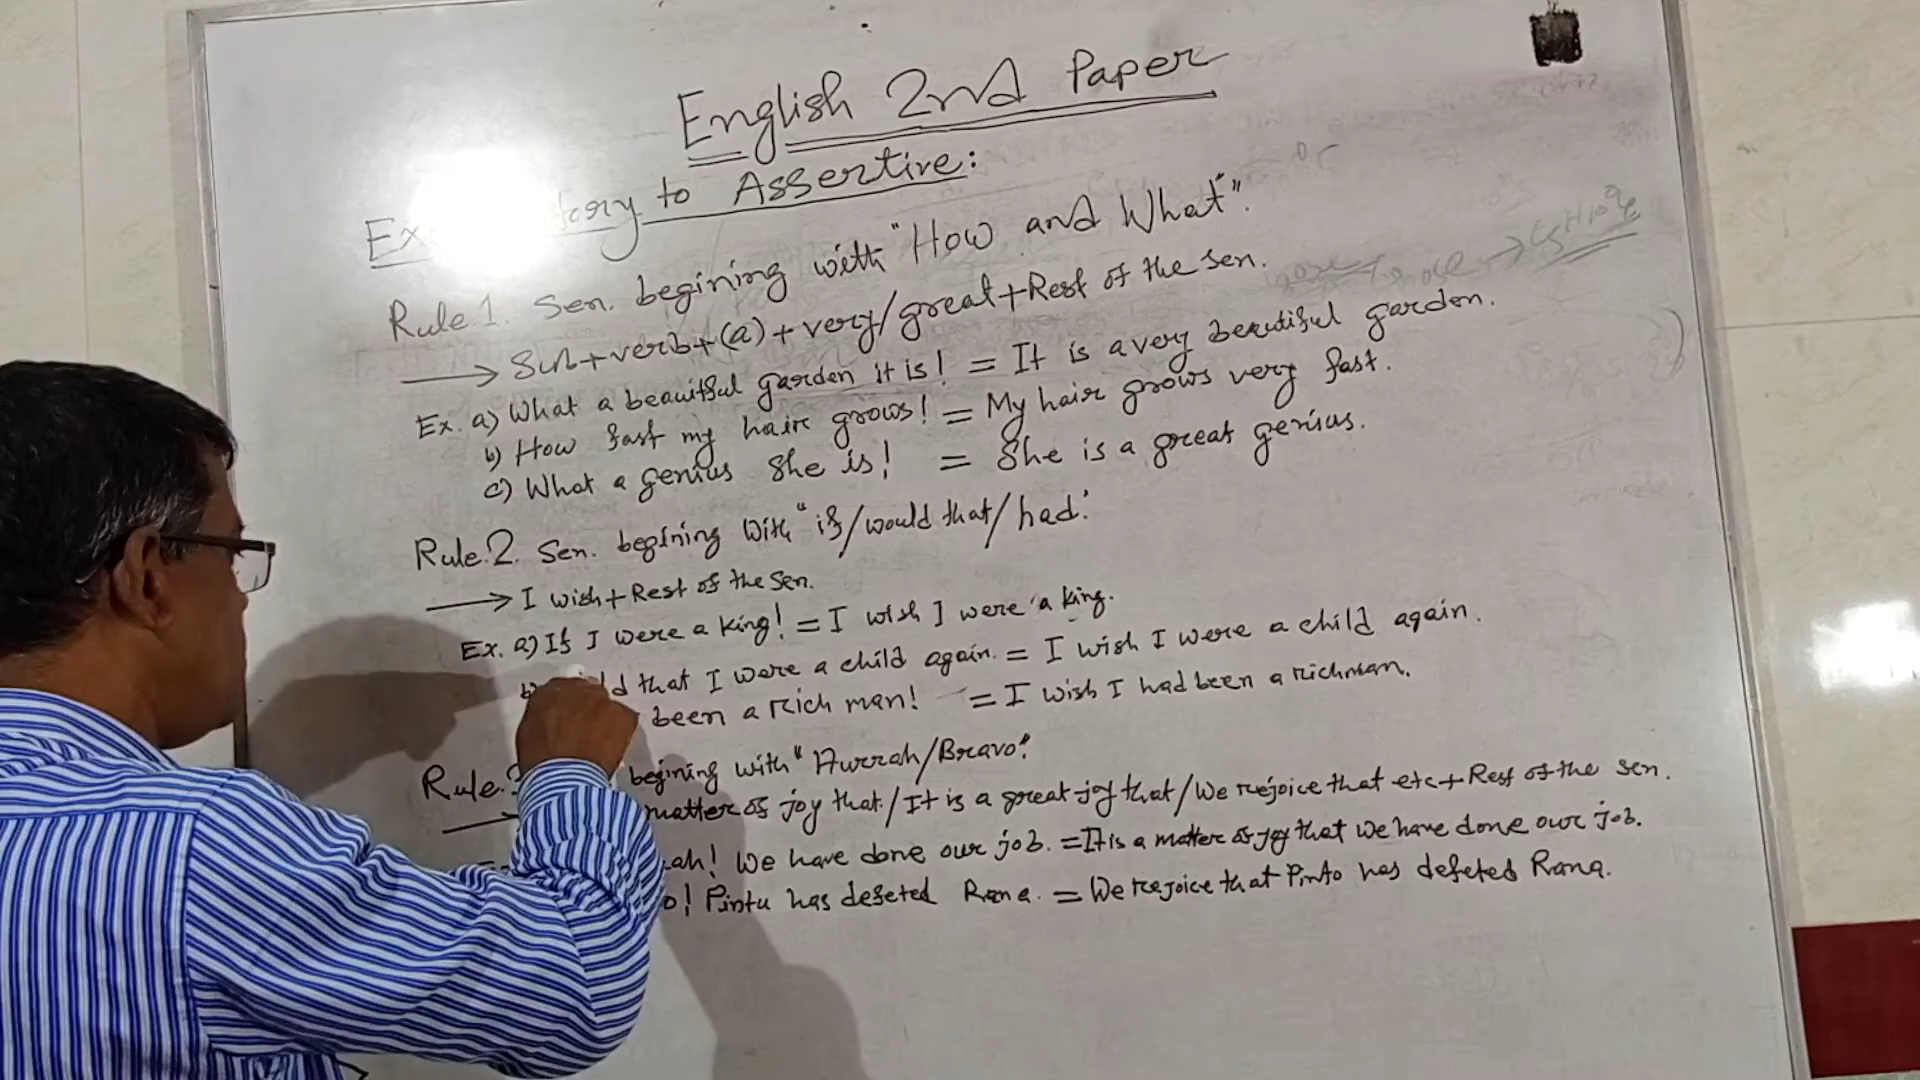 English 2nd Paper
to Assertive:
Rule.1. Sen. begining with "How and What".
→ Sub+verb+(a)+very/great+Rest of the sen.
Ex. a) What a beautiful garden it is! = It is a very beautiful garden.
b) How fast my hair grows! = My hair grows very fast.
c) What a genius she is! = She is a great genius.
Rule.2. Sen. begining with "if/would that/had".
→ I wish+Rest of the sen.
Ex. a) If I were a king! = I wish I were a king.
that I were a child again. = I wish I were a child again.
been a rich man! = I wish I had been a richman.
Rule. begining with "Hurrah/Bravo".
matter of joy that/It is a great joy that/We rejoice that etc+Rest of the sen.
We have done our job. = It is a matter of joy that we have done our job.
Pintu has defeted Rana. = We rejoice that Pinto has defeted Rana.